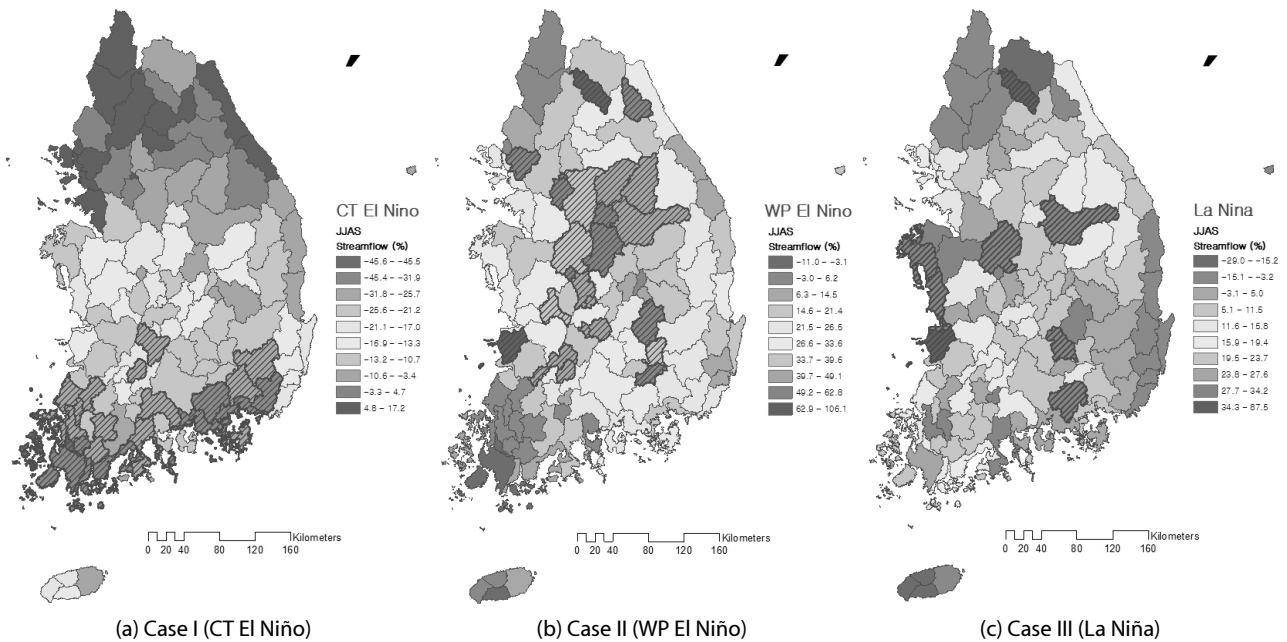 CT El Nino
JJAS
Streamflow (%)
-45.6 - -45.5
-45.4 - -31.9
-31.8 - -25.7
-25.6 - -21.2
-21.1 - -17.0
-16.9 - -13.3
-13.2 - -10.7
-10.6 - -3.4
-3.3 - 4.7
4.8 - 17.2
Kilometers
0 20 40 80 120 160
(a) Case I (CT El Niño)
WP El Nino
JJAS
Streamflow (%)
-11.0 - -3.1
-3.0 - 6.2
6.3 - 14.5
14.6 - 21.4
21.5 - 26.5
26.6 - 33.6
33.7 - 39.6
39.7 - 49.1
49.2 - 62.8
62.9 - 106.1
Kilometers
0 20 40 80 120 160
(b) Case II (WP El Niño)
La Nina
JJAS
Streamflow (%)
-29.0 - -15.2
-15.1 - -3.2
-3.1 - 5.0
5.1 - 11.5
11.6 - 15.8
15.9 - 19.4
19.5 - 23.7
23.8 - 27.6
27.7 - 34.2
34.3 - 87.5
Kilometers
0 20 40 80 120 160
(c) Case III (La Niña)